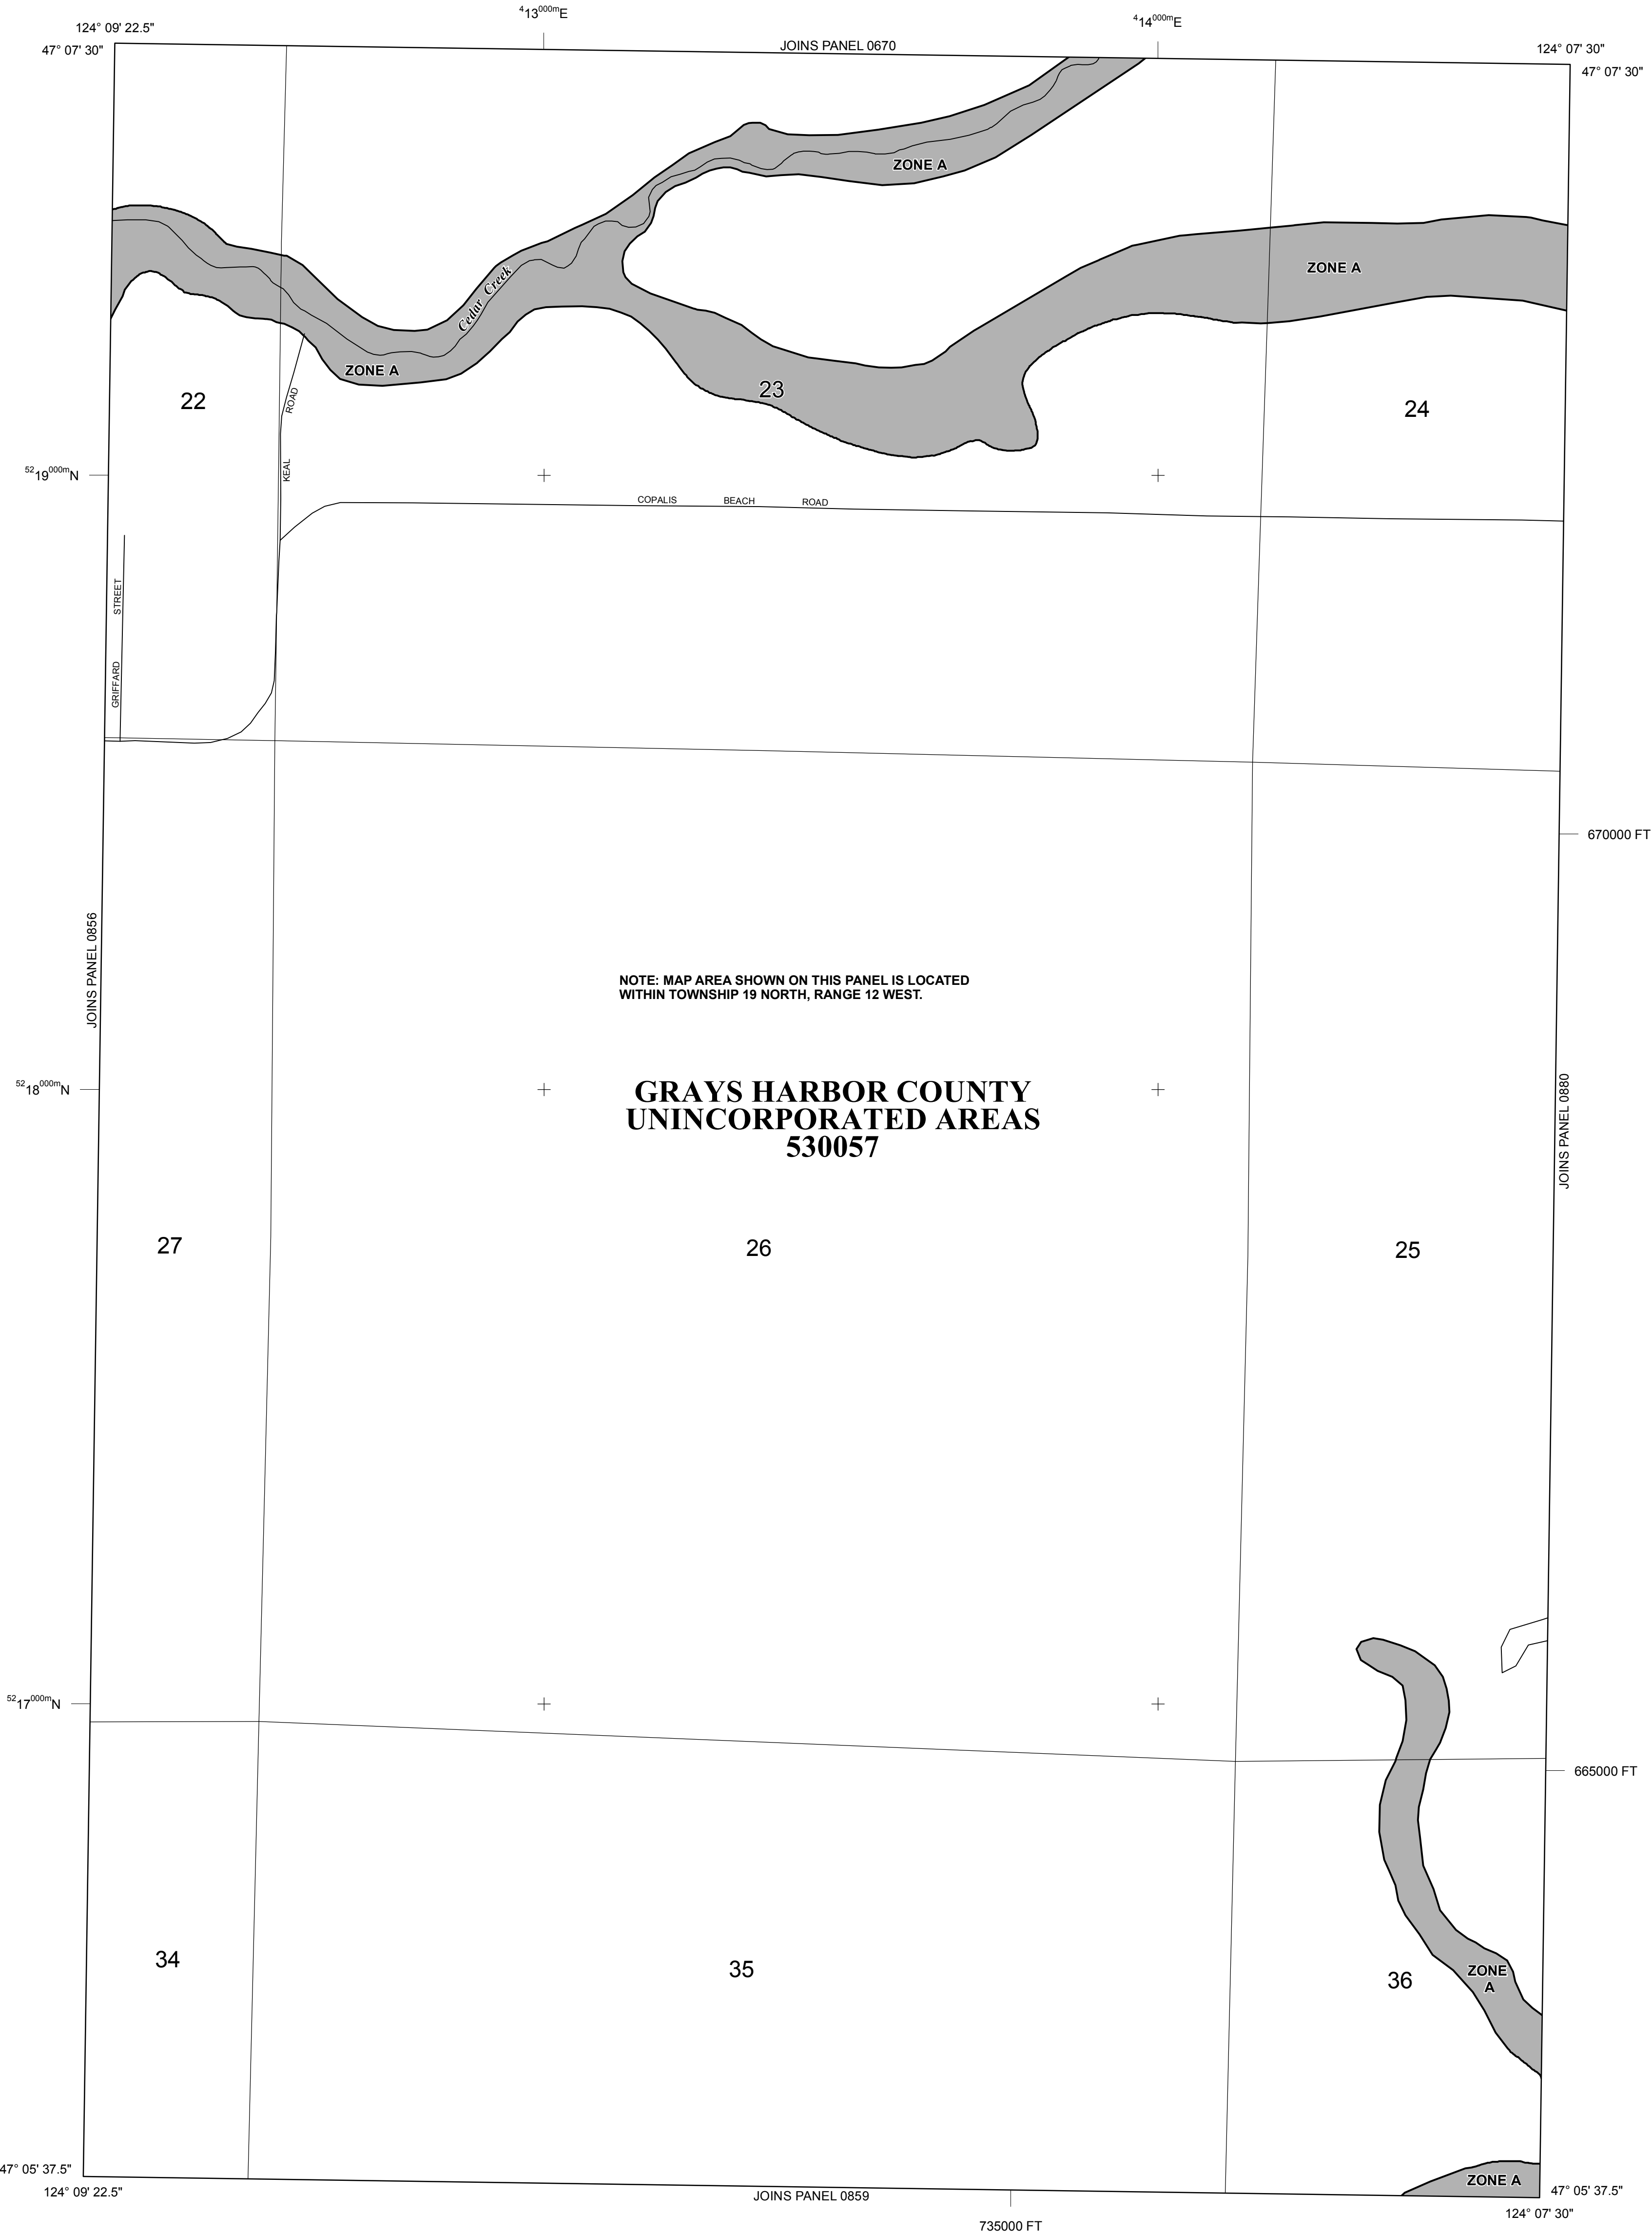 ⁴13⁰⁰⁰ᵐE
⁴14⁰⁰⁰ᵐE
124° 09' 22.5"
JOINS PANEL 0670
124° 07' 30"
47° 07' 30"
47° 07' 30"
ZONE A
ZONE A
Cedar Creek
ZONE A
22
23
24
KEAL ROAD
⁵²19⁰⁰⁰ᵐN
COPALIS BEACH ROAD
GRIFFARD STREET
670000 FT
JOINS PANEL 0856
NOTE: MAP AREA SHOWN ON THIS PANEL IS LOCATED
WITHIN TOWNSHIP 19 NORTH, RANGE 12 WEST.
⁵²18⁰⁰⁰ᵐN
GRAYS HARBOR COUNTY
UNINCORPORATED AREAS
530057
JOINS PANEL 0880
27
26
25
⁵²17⁰⁰⁰ᵐN
665000 FT
34
35
36
ZONE
A
ZONE A
47° 05' 37.5"
47° 05' 37.5"
124° 09' 22.5"
JOINS PANEL 0859
124° 07' 30"
735000 FT